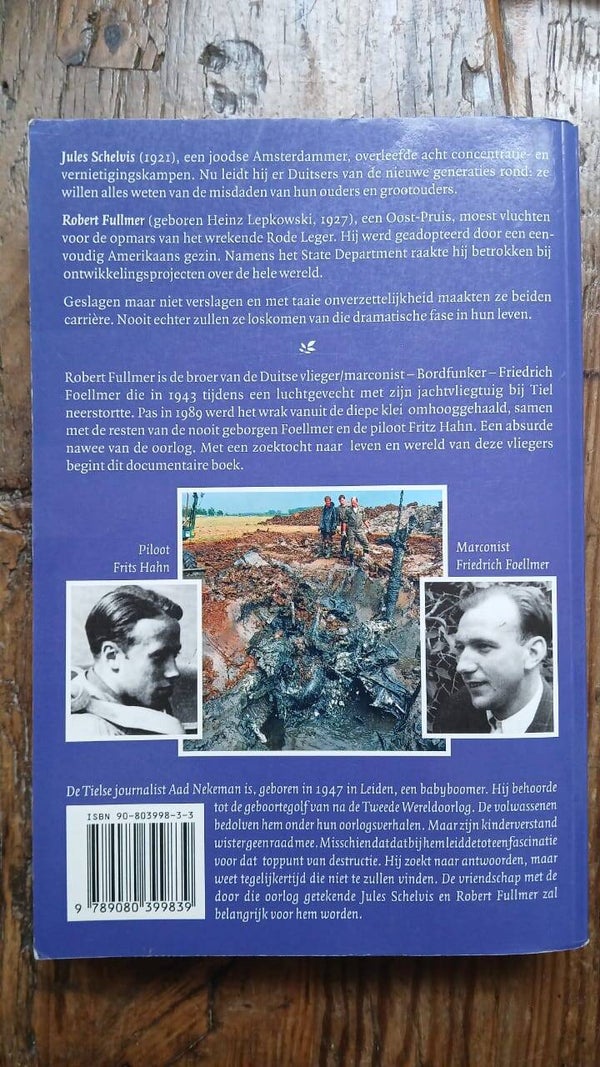 Jules Schelvis (1921), een joodse Amsterdammer, overleefde acht concentratie- en
vernietigingskampen. Nu leidt hij er Duitsers van de nieuwe generaties rond: ze
willen alles weten van de misdaden van hun ouders en grootouders.
Robert Fullmer (geboren Heinz Lepkowski, 1927), een Oost-Pruis, moest vluchten
voor de opmars van het wrekende Rode Leger. Hij werd geadopteerd door een een-
voudig Amerikaans gezin. Namens het State Department raakte hij betrokken bij
ontwikkelingsprojecten over de hele wereld.
Geslagen maar niet verslagen en met taaie onverzettelijkheid maakten ze beiden
carrière. Nooit echter zullen ze loskomen van die dramatische fase in hun leven.
Robert Fullmer is de broer van de Duitse vlieger/marconist – Bordfunker – Friedrich
Foellmer die in 1943 tijdens een luchtgevecht met zijn jachtvliegtuig bij Tiel
neerstortte. Pas in 1989 werd het wrak vanuit de diepe klei omhooggehaald, samen
met de resten van de nooit geborgen Foellmer en de piloot Fritz Hahn. Een absurde
nawee van de oorlog. Met een zoektocht naar leven en wereld van deze vliegers
begint dit documentaire boek.
Piloot
Frits Hahn
Marconist
Friedrich Foellmer
De Tielse journalist Aad Nekeman is, geboren in 1947 in Leiden, een babyboomer. Hij behoorde
tot de geboortegolf van na de Tweede Wereldoorlog. De volwassenen
bedolven hem onder hun oorlogsverhalen. Maar zijn kinderverstand
wist er geen raad mee. Misschien dat dat bij hem leidde tot een fascinatie
voor dat toppunt van destructie. Hij zoekt naar antwoorden, maar
weet tegelijkertijd die niet te zullen vinden. De vriendschap met de
door die oorlog getekende Jules Schelvis en Robert Fullmer zal
belangrijk voor hem worden.
ISBN 90-803998-3-3
9 789080 399839